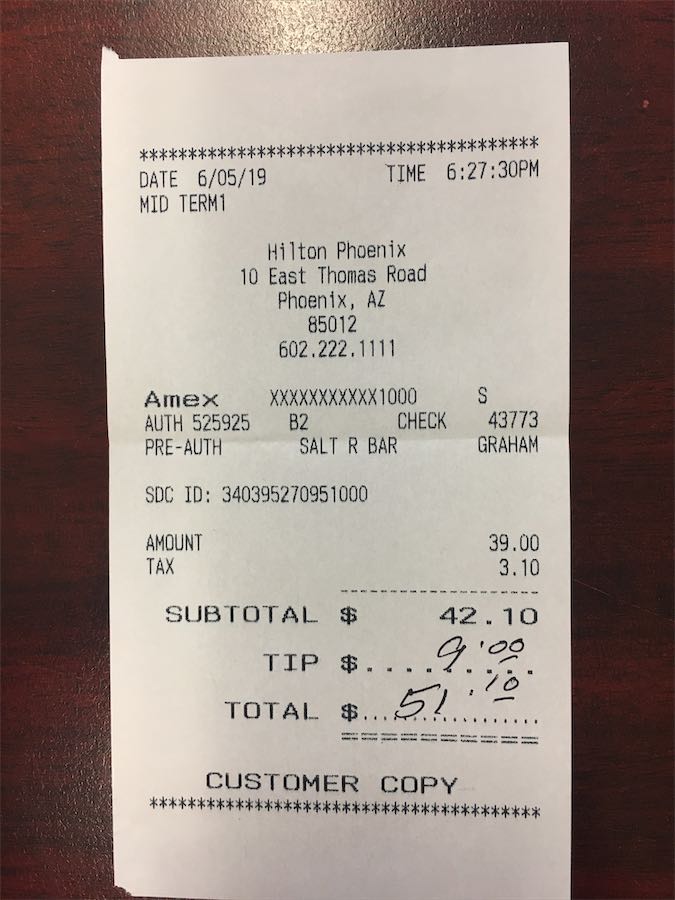 *****************************************
DATE 6/05/19 TIME 6:27:30PM
MID TERM1
Hilton Phoenix
10 East Thomas Road
Phoenix, AZ
85012
602.222.1111
Amex XXXXXXXXXXX1000 S
AUTH 525925 B2 CHECK 43773
PRE-AUTH SALT R BAR GRAHAM
SDC ID: 340395270951000
AMOUNT 39.00
TAX 3.10
SUBTOTAL $ 42.10
TIP $ 9.00
TOTAL $ 51.10
CUSTOMER COPY
*****************************************